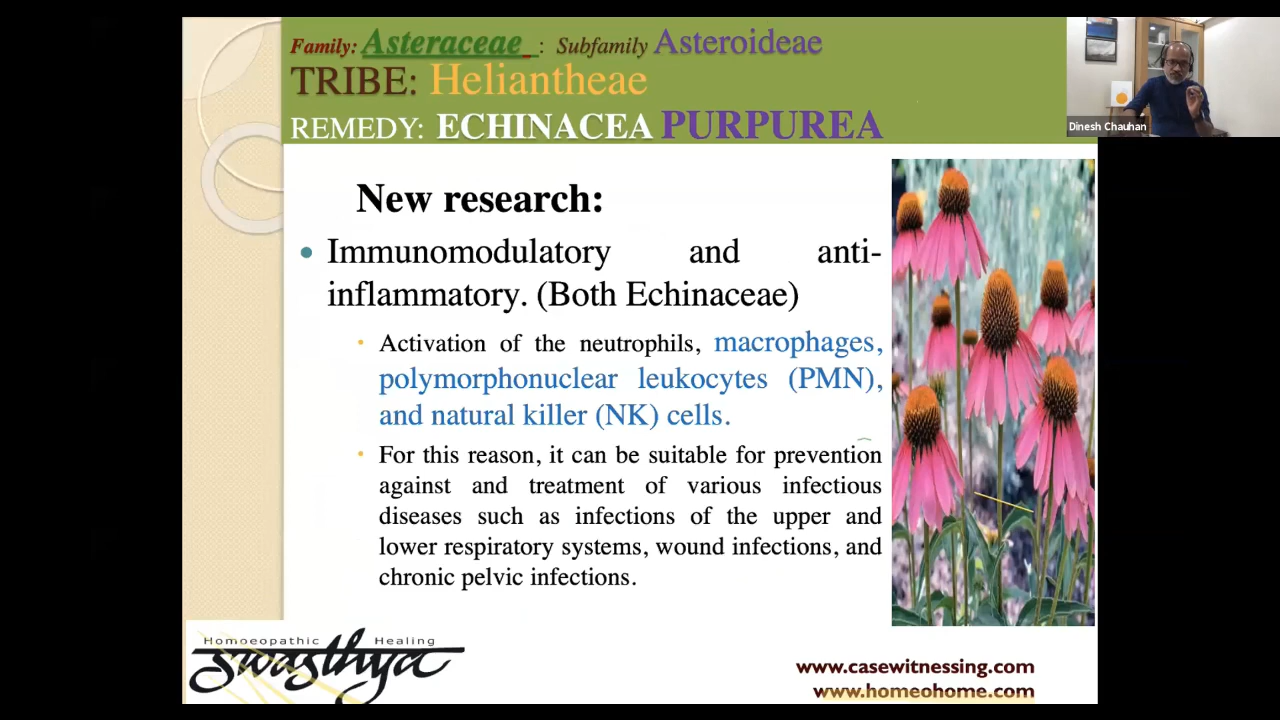 Family: Asteraceae : Subfamily Asteroideae
TRIBE: Heliantheae
REMEDY: ECHINACEA PURPUREA
Dinesh Chauhan
New research:
• Immunomodulatory and anti-
inflammatory. (Both Echinaceae)
• Activation of the neutrophils, macrophages,
polymorphonuclear leukocytes (PMN),
and natural killer (NK) cells.
• For this reason, it can be suitable for prevention
against and treatment of various infectious
diseases such as infections of the upper and
lower respiratory systems, wound infections, and
chronic pelvic infections.
Homoeopathic Healing
swasthya
www.casewitnessing.com
www.homeohome.com